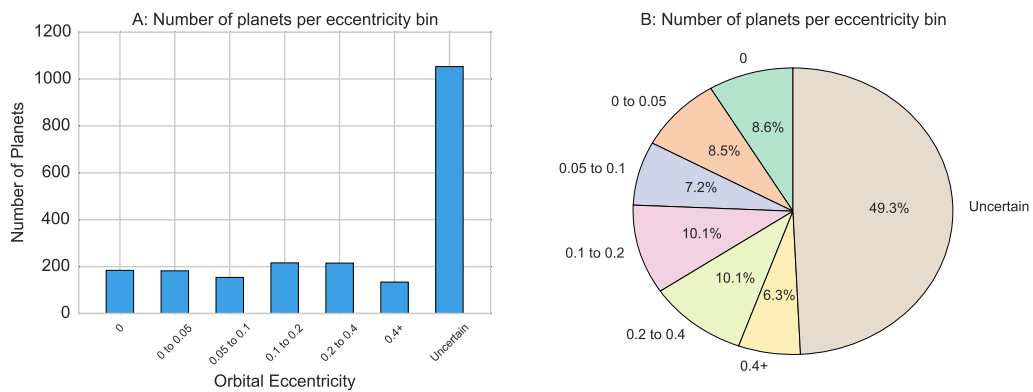 A: Number of planets per eccentricity bin
1200
1000
800
600
400
200
0
Number of Planets
0
0 to 0.05
0.05 to 0.1
0.1 to 0.2
0.2 to 0.4
0.4+
Uncertain
Orbital Eccentricity
B: Number of planets per eccentricity bin
0
0 to 0.05
0.05 to 0.1
0.1 to 0.2
0.2 to 0.4
0.4+
Uncertain
8.6%
8.5%
7.2%
10.1%
10.1%
6.3%
49.3%